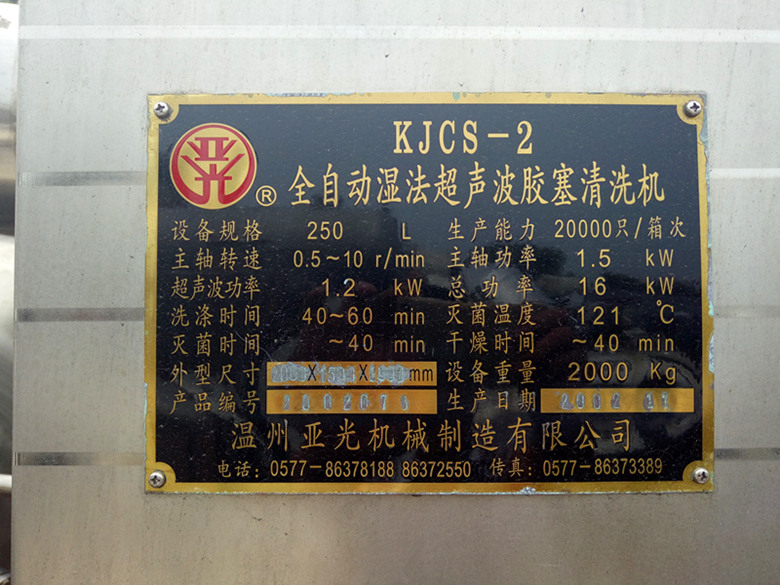 亚光
®
KJCS-2
全自动湿法超声波胶塞清洗机
设备规格 250 L 生产能力 20000只/箱次
主轴转速 0.5~10 r/min 主轴功率 1.5 kW
超声波功率 1.2 kW 总功率 16 kW
洗涤时间 40~60 min 灭菌温度 121 ℃
灭菌时间 ~40 min 干燥时间 ~40 min
外型尺寸 X X mm 设备重量 2000 Kg
产品编号 生产日期
温州亚光机械制造有限公司
电话:0577-86378188 86372550 传真:0577-86373389